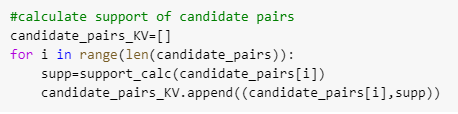 #calculate support of candidate pairs
candidate_pairs_KV=[]
for i in range(len(candidate_pairs)):
    supp=support_calc(candidate_pairs[i])
    candidate_pairs_KV.append((candidate_pairs[i],supp))